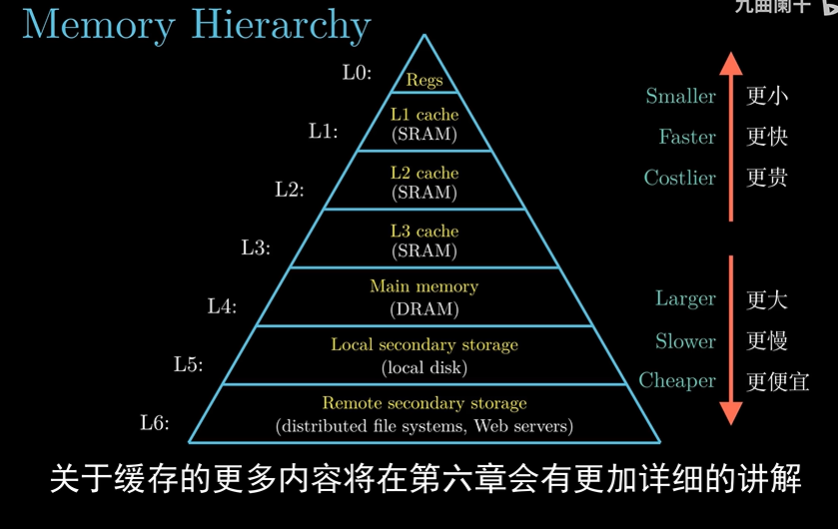 九曲阑干
Memory Hierarchy
L0:
Regs
L1:
L1 cache
(SRAM)
L2:
L2 cache
(SRAM)
L3:
L3 cache
(SRAM)
L4:
Main memory
(DRAM)
L5:
Local secondary storage
(local disk)
L6:
Remote secondary storage
(distributed file systems, Web servers)
Smaller 更小
Faster 更快
Costlier 更贵
Larger 更大
Slower 更慢
Cheaper 更便宜
关于缓存的更多内容将在第六章会有更加详细的讲解